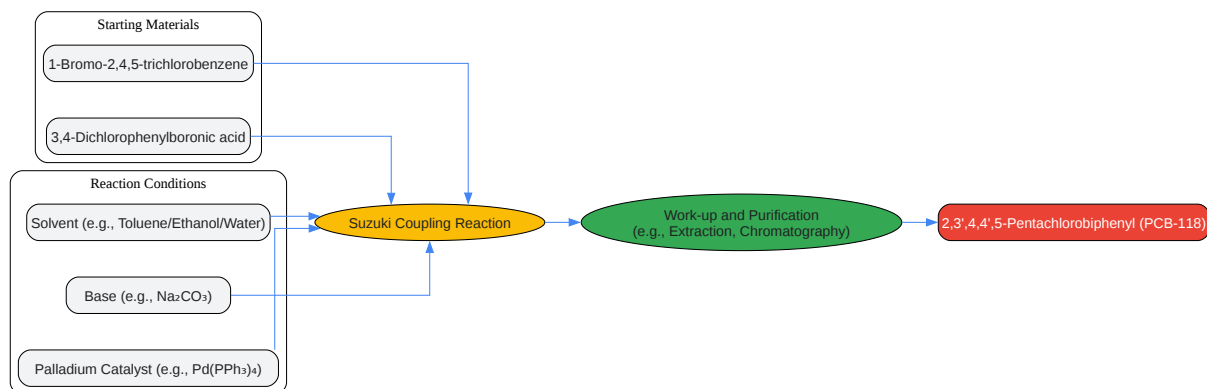 Starting Materials
1-Bromo-2,4,5-trichlorobenzene
3,4-Dichlorophenylboronic acid
Reaction Conditions
Solvent (e.g., Toluene/Ethanol/Water)
Base (e.g., Na₂CO₃)
Palladium Catalyst (e.g., Pd(PPh₃)₄)
Suzuki Coupling Reaction
Work-up and Purification
(e.g., Extraction, Chromatography)
2,3',4,4',5-Pentachlorobiphenyl (PCB-118)